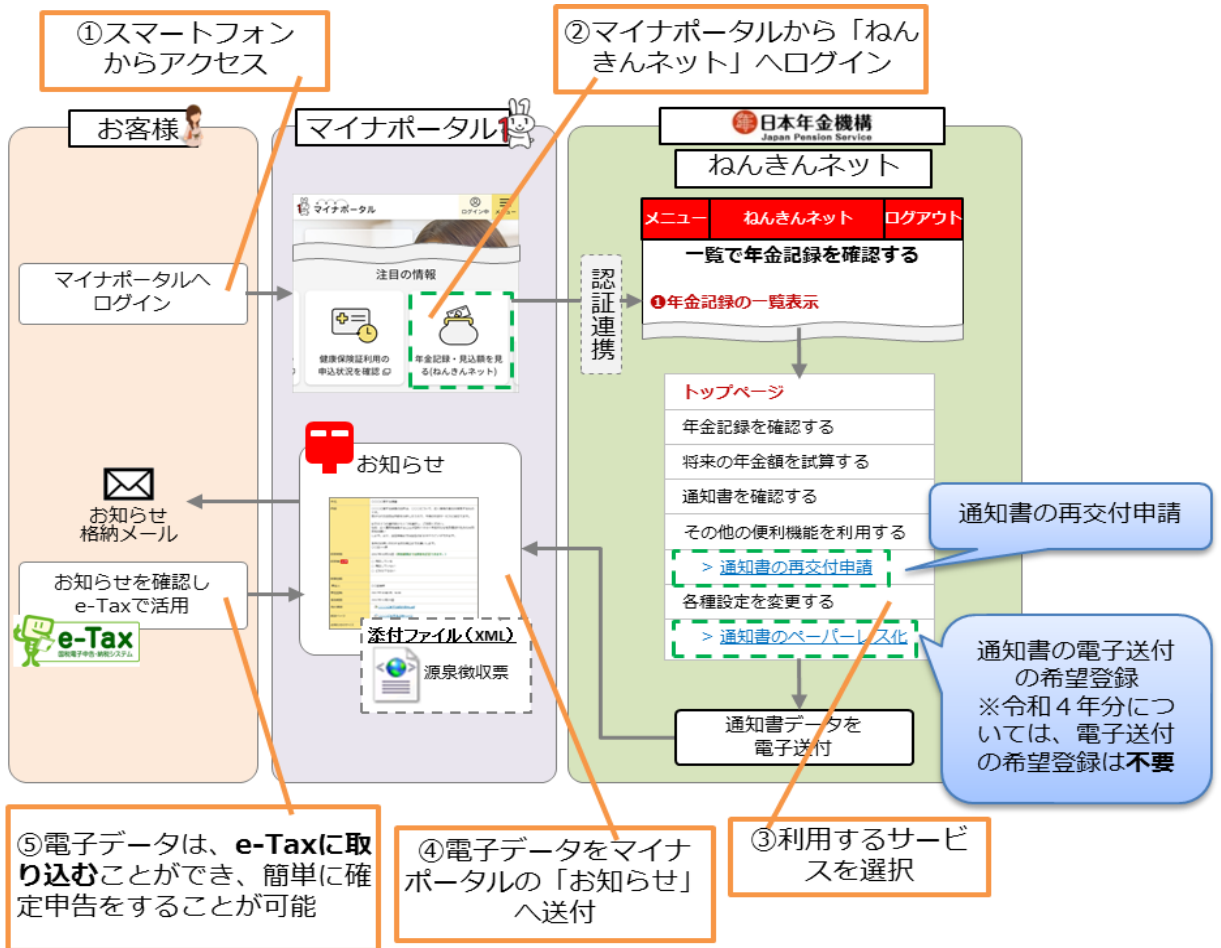 ①スマートフォン
からアクセス
②マイナポータルから「ねん
きんネット」へログイン
お客様
マイナポータル
日本年金機構
Japan Pension Service
ねんきんネット
マイナポータル
ログイン中
メニュー
メニュー
ねんきんネット
ログアウト
一覧で年金記録を確認する
❶年金記録の一覧表示
マイナポータルへ
ログイン
注目の情報
健康保険証利用の
申込状況を確認
年金記録・見込額を見
る(ねんきんネット)
認証連携
トップページ
年金記録を確認する
将来の年金額を試算する
通知書を確認する
その他の便利機能を利用する
> 通知書の再交付申請
各種設定を変更する
> 通知書のペーパーレス化
通知書の再交付申請
通知書の電子送付
の希望登録
※令和４年分につ
いては、電子送付
の希望登録は不要
お知らせ
お知らせ
格納メール
お知らせを確認し
e-Taxで活用
e-Tax
国税電子申告・納税システム
添付ファイル（XML）
源泉徴収票
通知書データを
電子送付
⑤電子データは、e-Taxに取
り込むことができ、簡単に確
定申告をすることが可能
④電子データをマイナ
ポータルの「お知らせ」
へ送付
③利用するサービ
スを選択